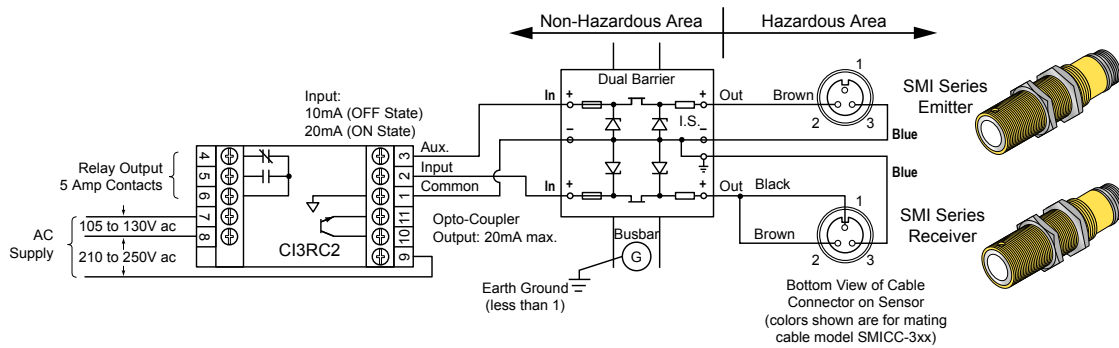 Non-Hazardous Area
Hazardous Area
Dual Barrier
In
+
+
Out
I.S.
–
–
In
+
+
Out
Brown
1
2
3
Blue
SMI Series
Emitter
Input:
10mA (OFF State)
20mA (ON State)
Relay Output
5 Amp Contacts
4
5
6
7
8
CI3RC2
3
2
1
11
10
9
Aux.
Input
Common
Opto-Coupler
Output: 20mA max.
AC
Supply
105 to 130V ac
210 to 250V ac
Blue
Black
Brown
1
2
3
SMI Series
Receiver
Busbar
G
Earth Ground
(less than 1)
Bottom View of Cable
Connector on Sensor
(colors shown are for mating
cable model SMICC-3xx)